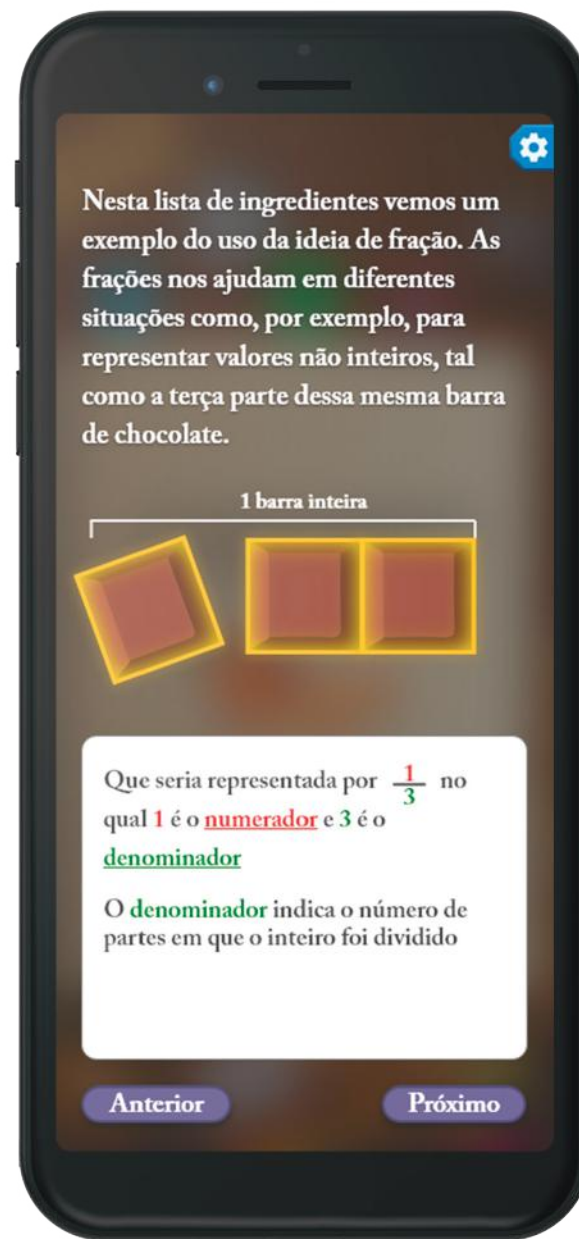 Nesta lista de ingredientes vemos um
exemplo do uso da ideia de fração. As
frações nos ajudam em diferentes
situações como, por exemplo, para
representar valores não inteiros, tal
como a terça parte dessa mesma barra
de chocolate.
1 barra inteira
Que seria representada por 1/3 no
qual 1 é o numerador e 3 é o
denominador
O denominador indica o número de
partes em que o inteiro foi dividido
Anterior
Próximo